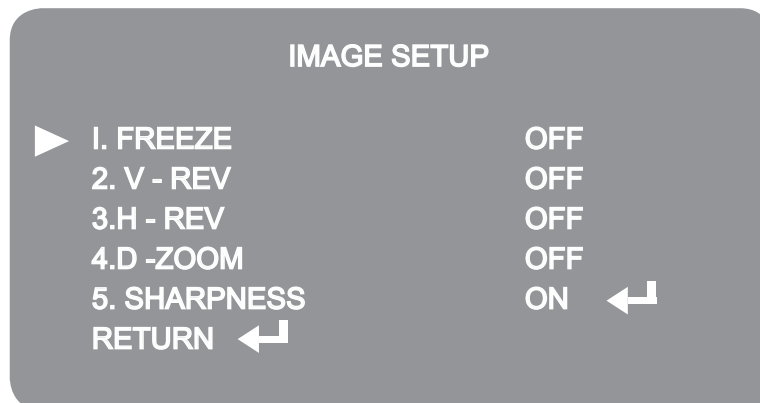 IMAGE SETUP
I. FREEZE OFF
2. V - REV OFF
3.H - REV OFF
4.D -ZOOM OFF
5. SHARPNESS ON
RETURN